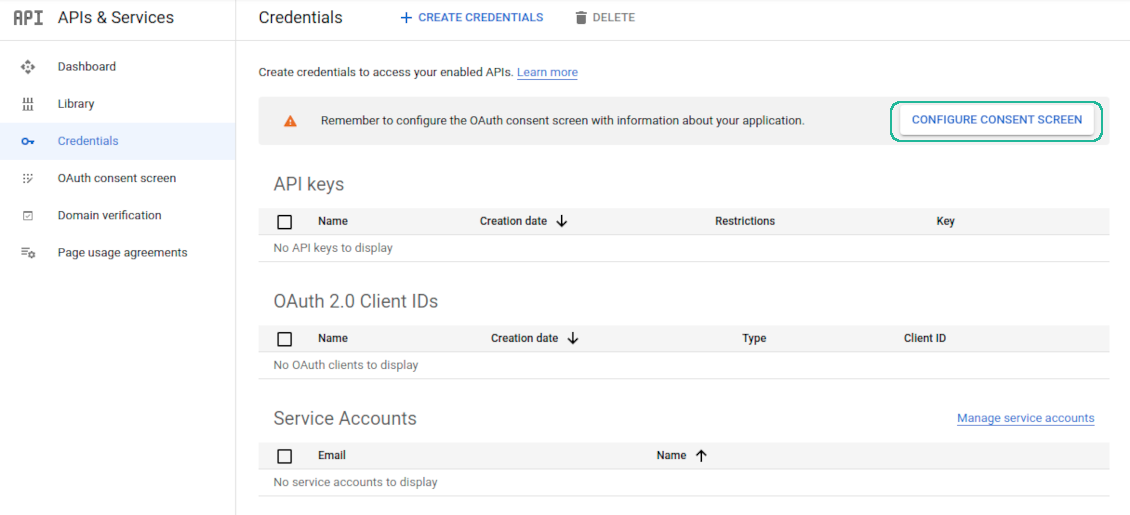 API APIs & Services
Credentials
+ CREATE CREDENTIALS
DELETE
Dashboard
Library
Credentials
OAuth consent screen
Domain verification
Page usage agreements
Create credentials to access your enabled APIs. Learn more
Remember to configure the OAuth consent screen with information about your application.
CONFIGURE CONSENT SCREEN
API keys
Name Creation date Restrictions Key
No API keys to display
OAuth 2.0 Client IDs
Name Creation date Type Client ID
No OAuth clients to display
Service Accounts
Manage service accounts
Email Name
No service accounts to display